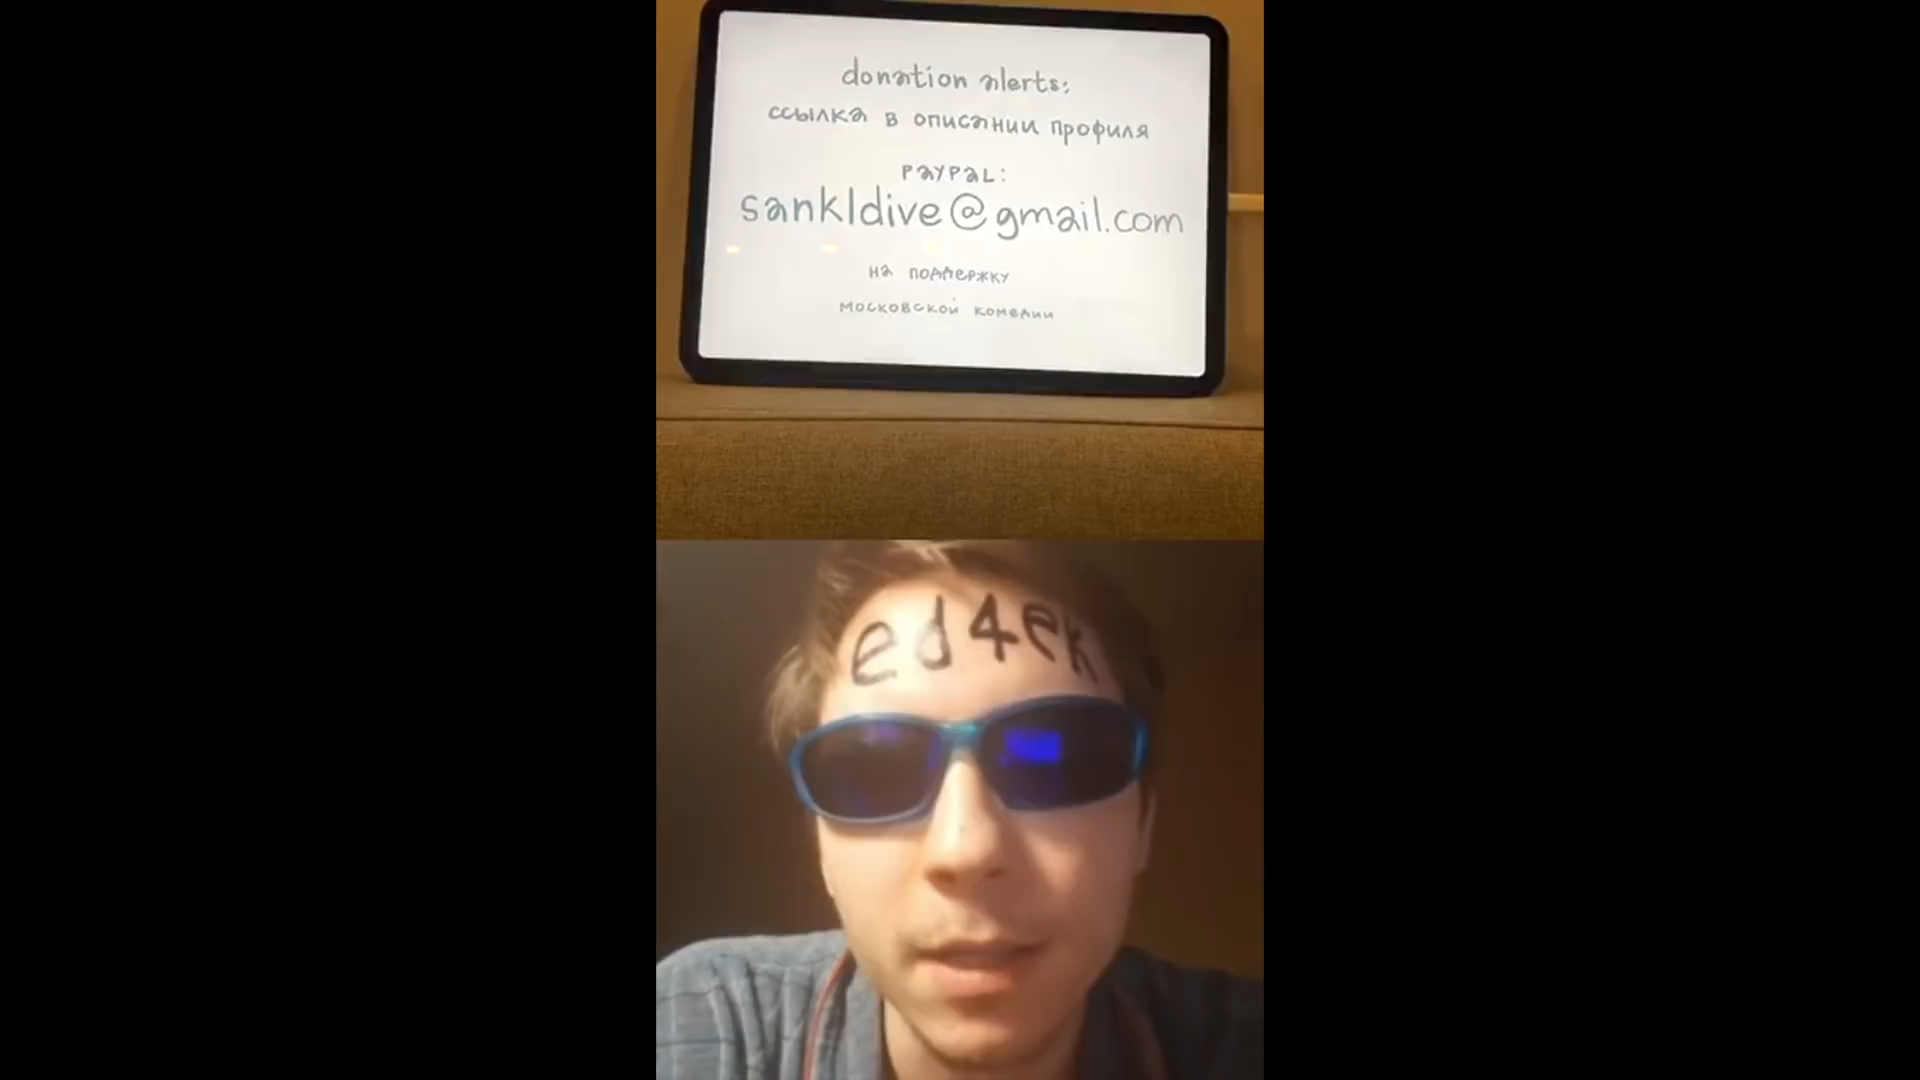 donation alerts:
ссылка в описании профиля
PAYPAL:
sankldive@gmail.com
на поддержку
московской комедии
ed4ek